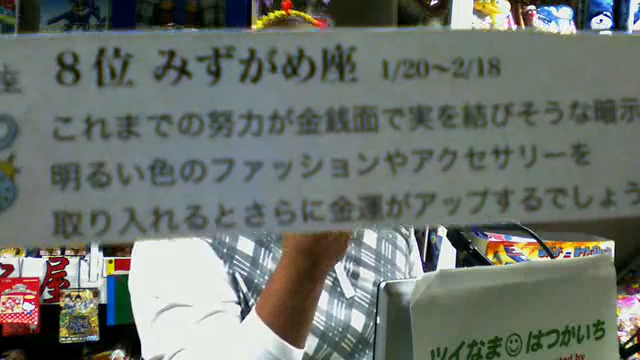 座 8位 みずがめ座 1/20～2/18
これまでの努力が金銭面で実を結びそうな暗示
明るい色のファッションやアクセサリーを
取り入れるとさらに金運がアップするでしょう
屋
ツイなま☺はつかいち